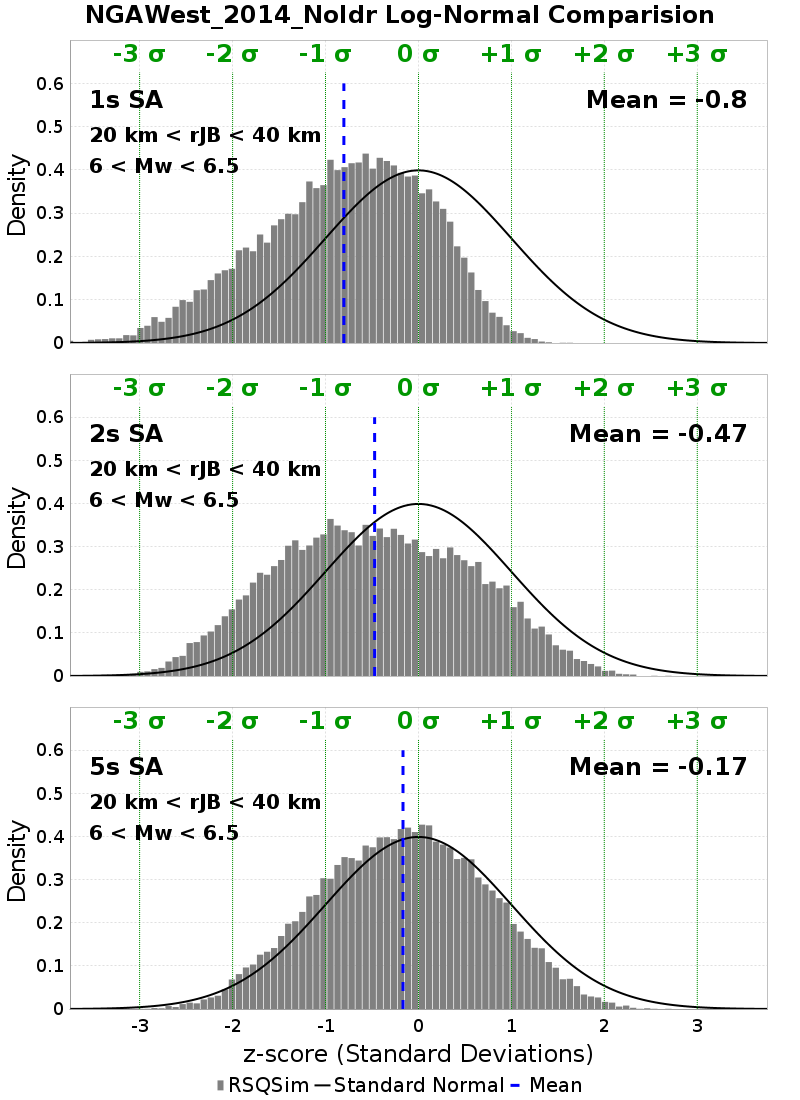 NGAWest_2014_NoIdr Log-Normal Comparision
-3 σ -2 σ -1 σ 0 σ +1 σ +2 σ +3 σ
0.6
1s SA Mean = -0.8
0.5
20 km < rJB < 40 km
6 < Mw < 6.5
0.4
0.3
0.2
0.1
0
Density
-3 σ -2 σ -1 σ 0 σ +1 σ +2 σ +3 σ
0.6
2s SA Mean = -0.47
0.5
20 km < rJB < 40 km
6 < Mw < 6.5
0.4
0.3
0.2
0.1
0
Density
-3 σ -2 σ -1 σ 0 σ +1 σ +2 σ +3 σ
0.6
5s SA Mean = -0.17
0.5
20 km < rJB < 40 km
6 < Mw < 6.5
0.4
0.3
0.2
0.1
0
Density
-3 -2 -1 0 1 2 3
z-score (Standard Deviations)
RSQSim Standard Normal Mean